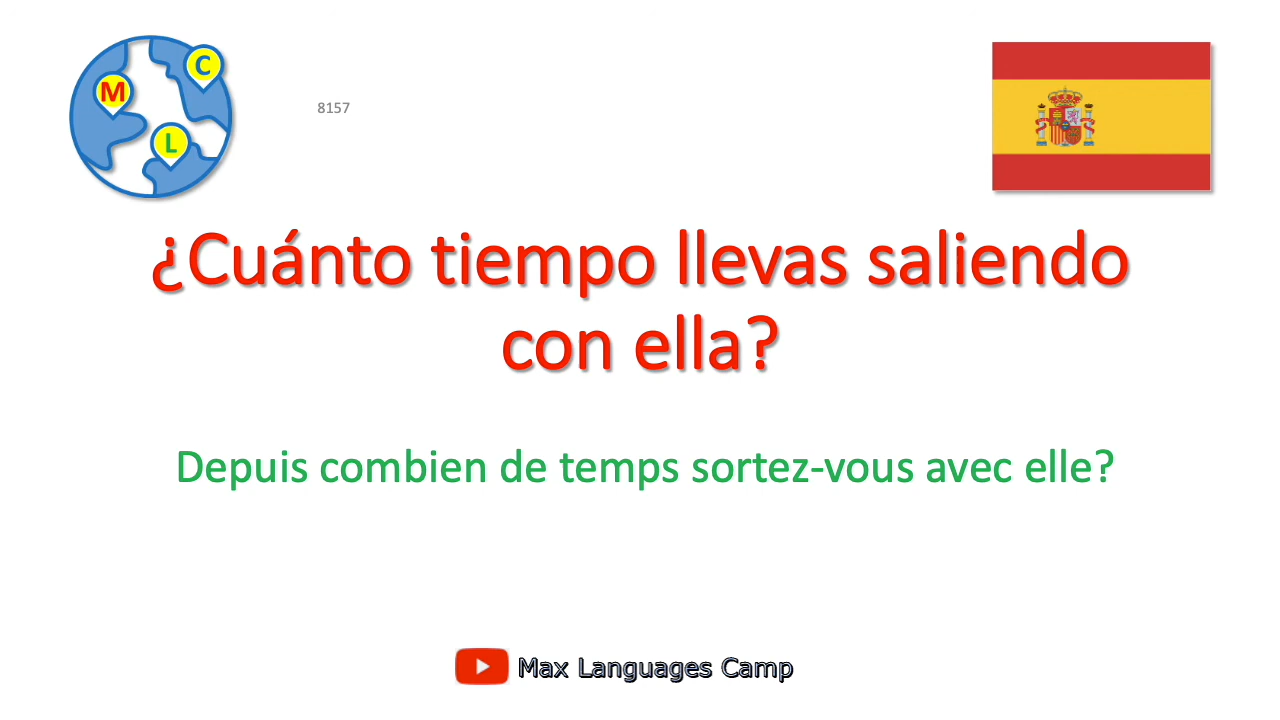 M
C
L
8157
¿Cuánto tiempo llevas saliendo
con ella?
Depuis combien de temps sortez-vous avec elle?
Max Languages Camp